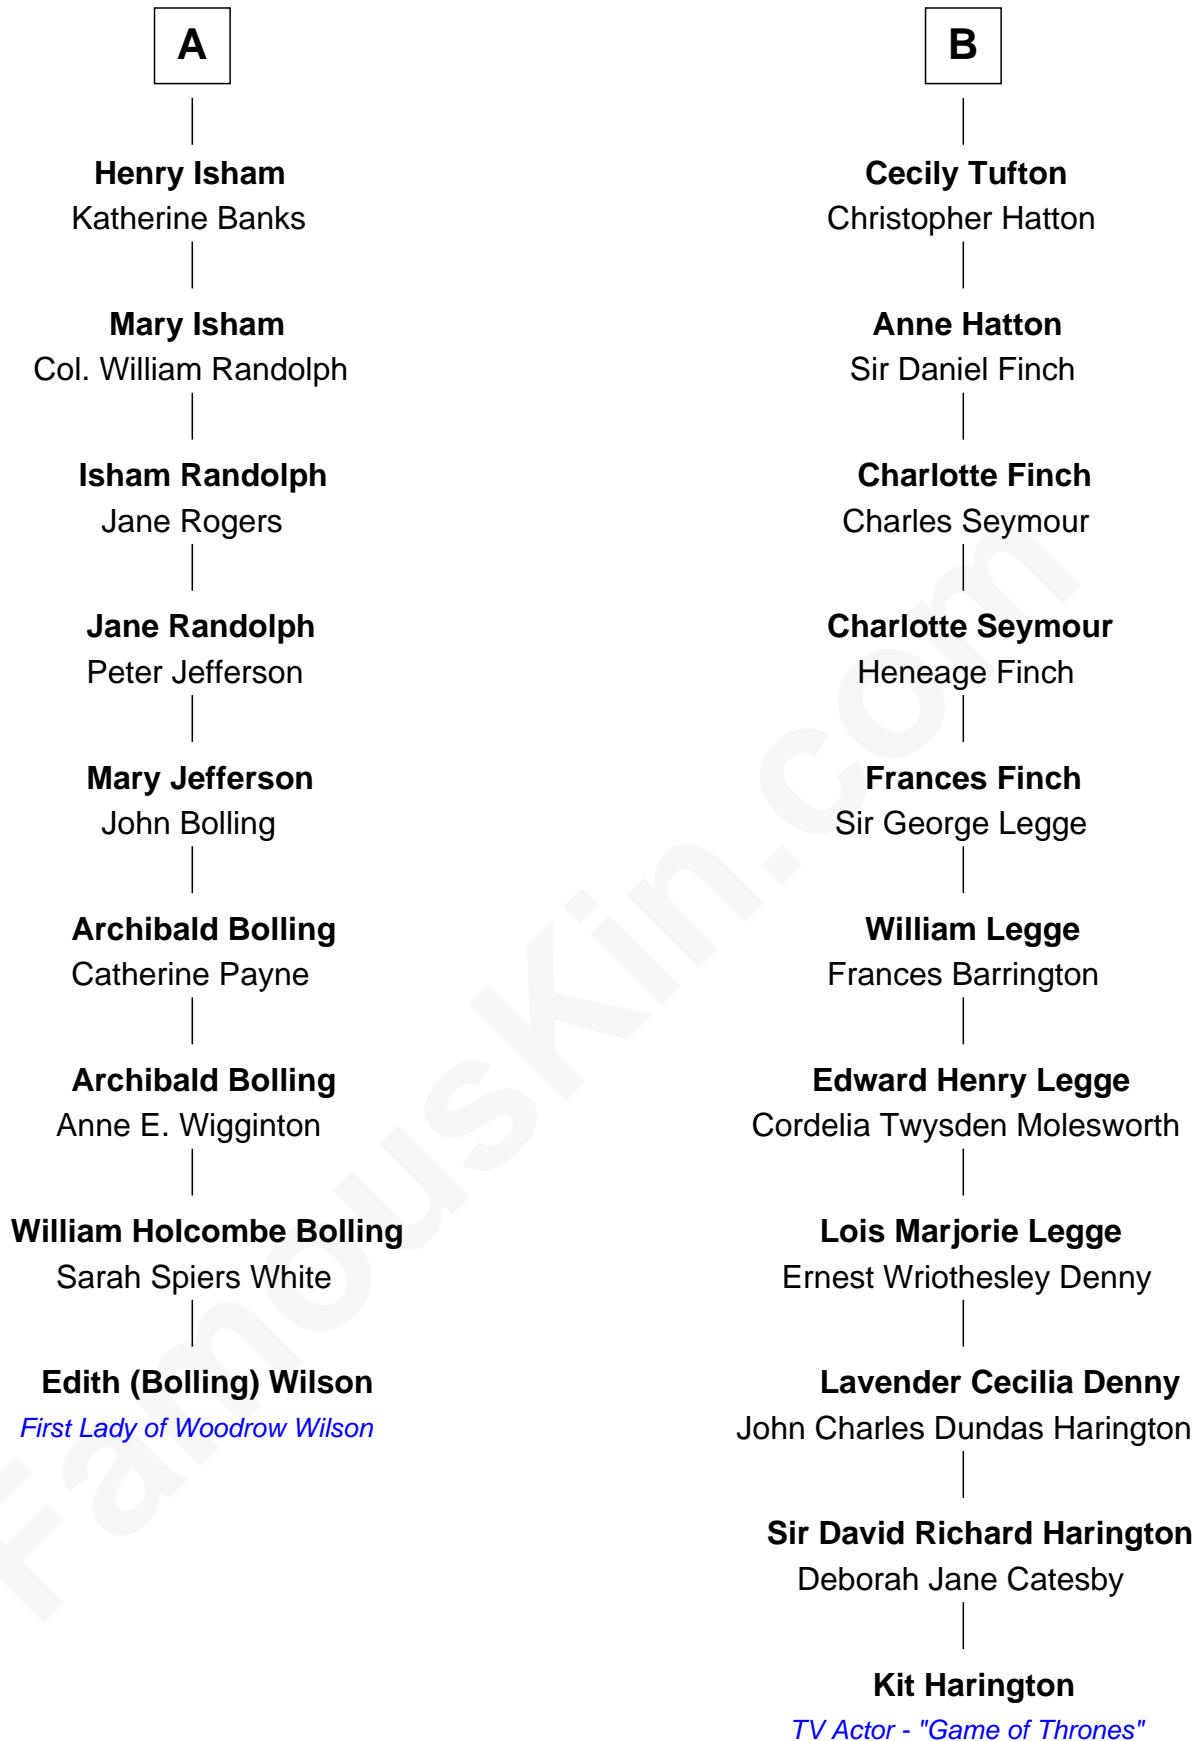 A
Henry Isham
Katherine Banks
Mary Isham
Col. William Randolph
Isham Randolph
Jane Rogers
Jane Randolph
Peter Jefferson
Mary Jefferson
John Bolling
Archibald Bolling
Catherine Payne
Archibald Bolling
Anne E. Wigginton
William Holcombe Bolling
Sarah Spiers White
Edith (Bolling) Wilson
First Lady of Woodrow Wilson
B
Cecily Tufton
Christopher Hatton
Anne Hatton
Sir Daniel Finch
Charlotte Finch
Charles Seymour
Charlotte Seymour
Heneage Finch
Frances Finch
Sir George Legge
William Legge
Frances Barrington
Edward Henry Legge
Cordelia Twysden Molesworth
Lois Marjorie Legge
Ernest Wriothesley Denny
Lavender Cecilia Denny
John Charles Dundas Harington
Sir David Richard Harington
Deborah Jane Catesby
Kit Harington
TV Actor - "Game of Thrones"
FamousKin.com